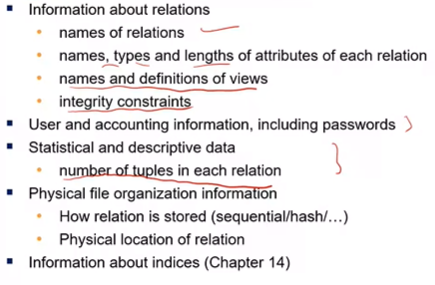 Information about relations
names of relations
names, types and lengths of attributes of each relation
names and definitions of views
integrity constraints
User and accounting information, including passwords
Statistical and descriptive data
number of tuples in each relation
Physical file organization information
How relation is stored (sequential/hash/…)
Physical location of relation
Information about indices (Chapter 14)